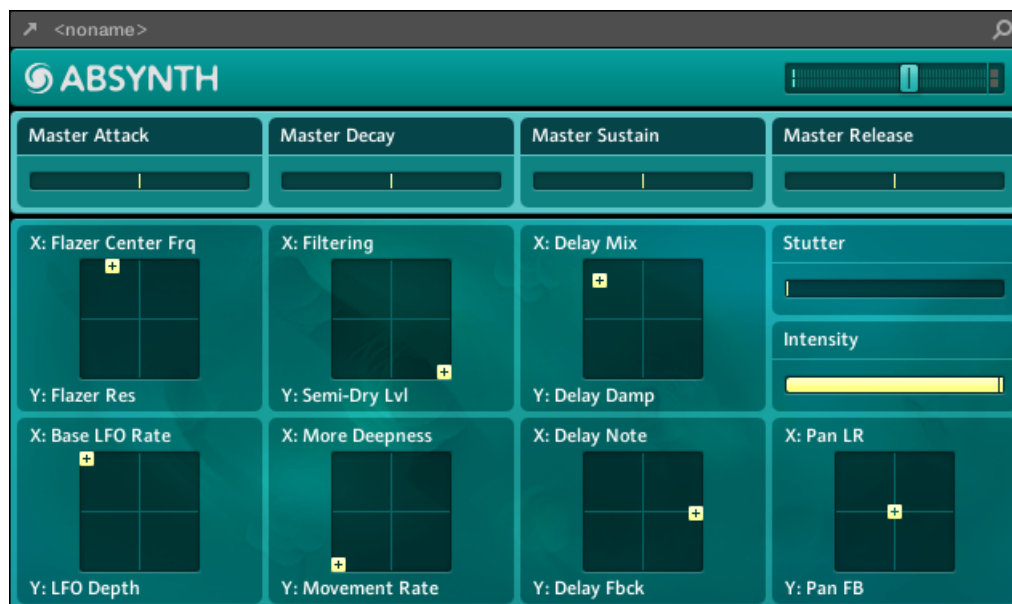 <noname>
ABSYNTH
Master Attack
Master Decay
Master Sustain
Master Release
X: Flazer Center Frq
Y: Flazer Res
X: Filtering
Y: Semi-Dry Lvl
X: Delay Mix
Y: Delay Damp
Stutter
Intensity
X: Base LFO Rate
Y: LFO Depth
X: More Deepness
Y: Movement Rate
X: Delay Note
Y: Delay Fbck
X: Pan LR
Y: Pan FB